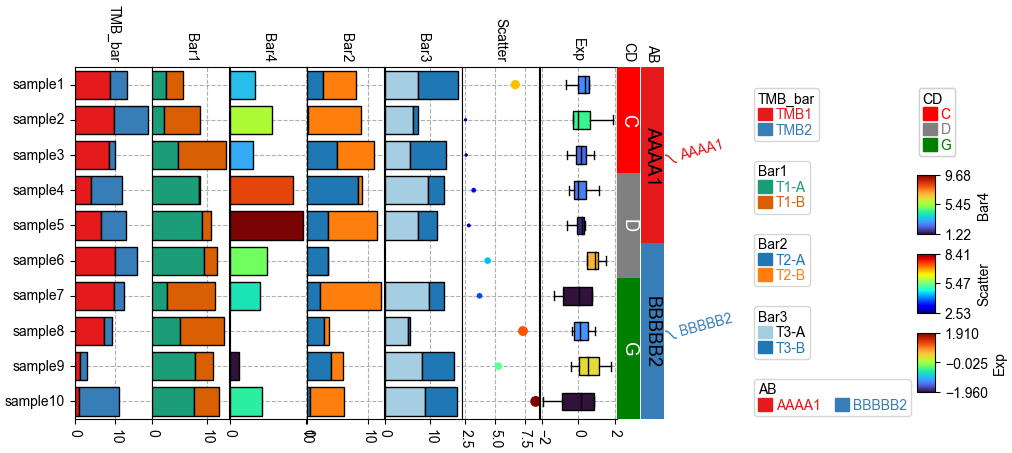 TMB_bar
Bar1
Bar4
Bar2
Bar3
Scatter
Exp
CD
AB
sample1
sample2
sample3
sample4
sample5
sample6
sample7
sample8
sample9
sample10
C
D
G
AAAA1
BBBBB2
AAAA1
BBBBB2
0
10
0
10
0
0
10
0
10
2.5
5.0
7.5
−2
0
2
TMB_bar
TMB1
TMB2
Bar1
T1-A
T1-B
Bar2
T2-A
T2-B
Bar3
T3-A
T3-B
AB
AAAA1 BBBBB2
CD
C
D
G
9.68
5.45
1.22
Bar4
8.41
5.47
2.53
Scatter
1.910
−0.025
−1.960
Exp